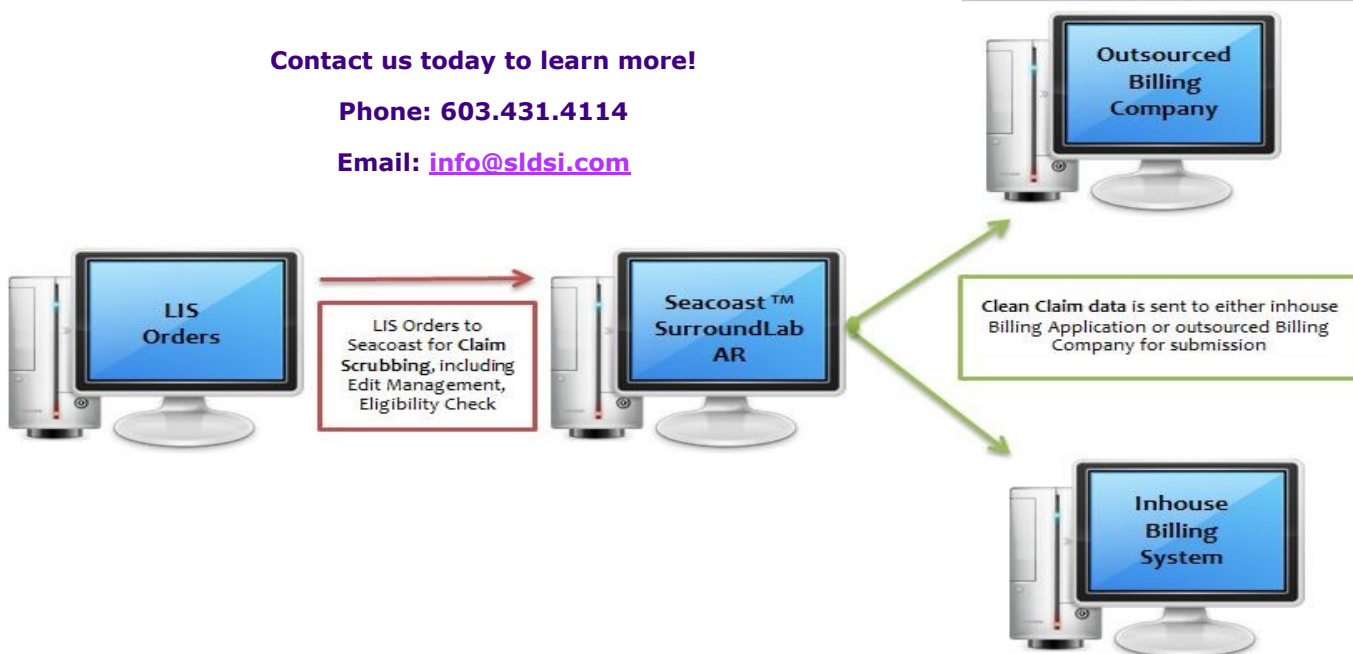 Contact us today to learn more!
Phone: 603.431.4114
Email: info@sldsi.com
Outsourced
Billing
Company
LIS
Orders
LIS Orders to
Seacoast for Claim
Scrubbing, including
Edit Management,
Eligibility Check
Seacoast™
SurroundLab
AR
Clean Claim data is sent to either inhouse
Billing Application or outsourced Billing
Company for submission
Inhouse
Billing
System